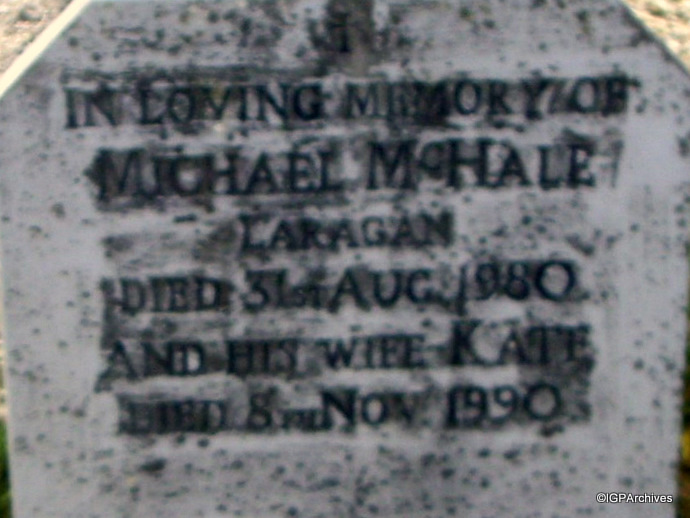 IN LOVING MEMORY OF
MICHAEL McHALE
LARAGAN
DIED 31ST AUG. 1980
AND HIS WIFE KATE
DIED 8TH NOV 1990
©IGPArchives